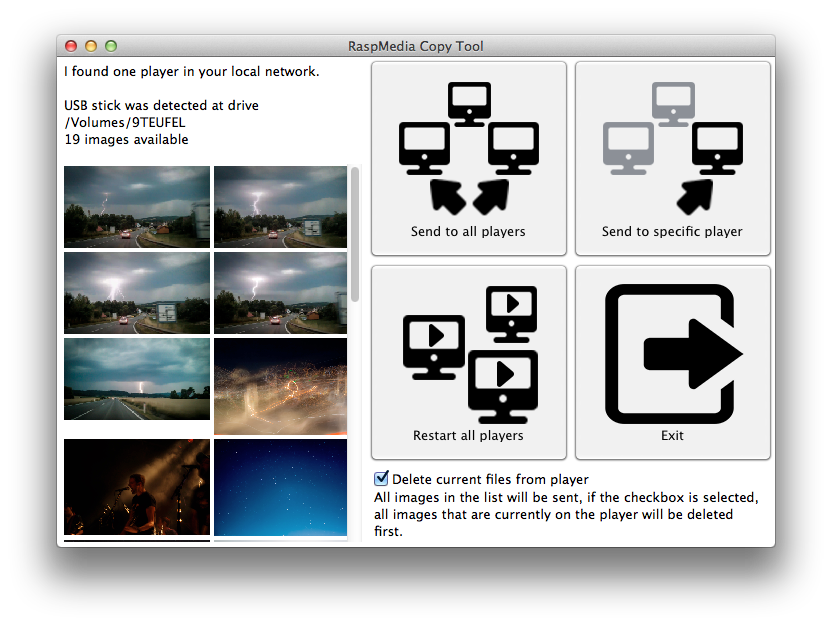 RaspMedia Copy Tool
I found one player in your local network.
USB stick was detected at drive
/Volumes/9TEUFEL
19 images available
Send to all players
Send to specific player
Restart all players
Exit
Delete current files from player
All images in the list will be sent, if the checkbox is selected,
all images that are currently on the player will be deleted
first.